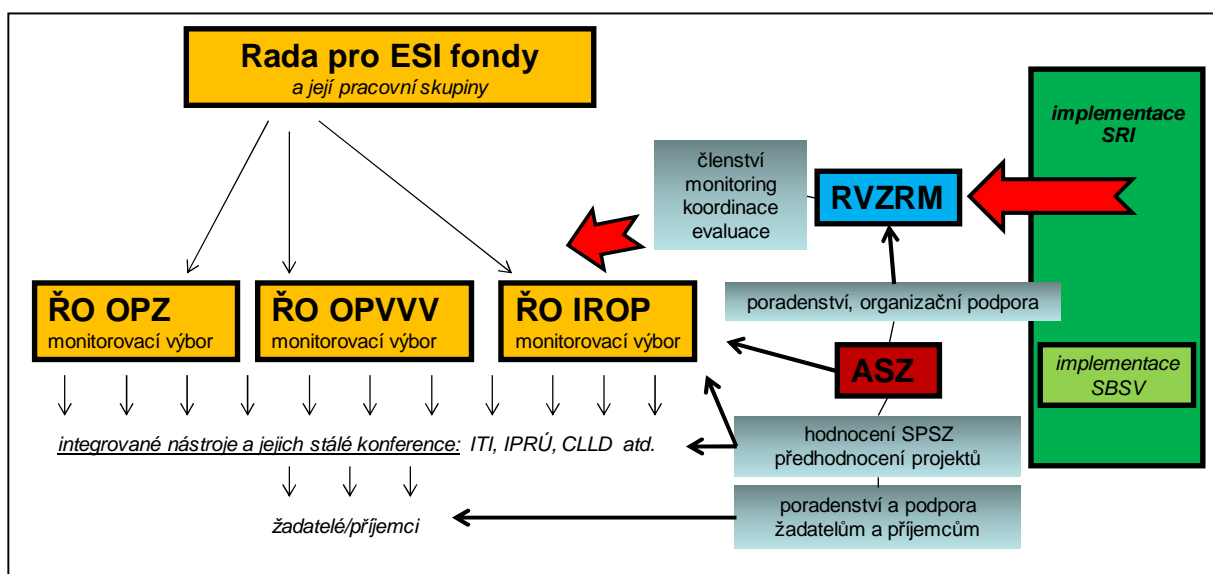 Rada pro ESI fondy
a její pracovní skupiny
implementace
SRI
členství
monitoring
koordinace
evaluace
RVZRM
ŘO OPZ
monitorovací výbor
ŘO OPVVV
monitorovací výbor
ŘO IROP
monitorovací výbor
poradenství, organizační podpora
ASZ
implementace
SBSV
integrované nástroje a jejich stálé konference: ITI, IPRÚ, CLLD atd.
hodnocení SPSZ
předhodnocení projektů
žadatelé/příjemci
poradenství a podpora
žadatelům a příjemcům